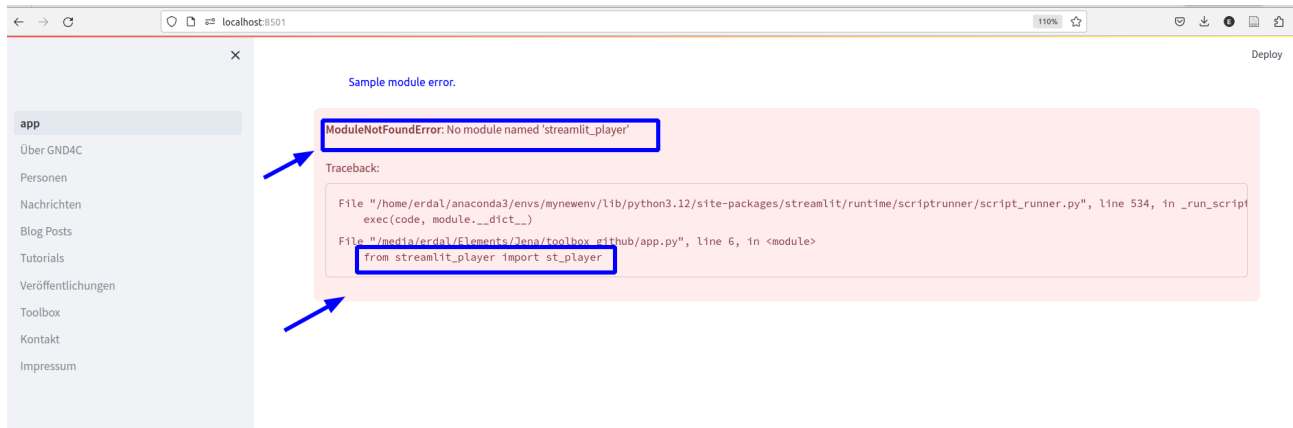 localhost:8501
110%
E
Deploy
Sample module error.
app
Über GND4C
Personen
Nachrichten
Blog Posts
Tutorials
Veröffentlichungen
Toolbox
Kontakt
Impressum
ModuleNotFoundError: No module named 'streamlit_player'
Traceback:
File "/home/erdal/anaconda3/envs/mynewenv/lib/python3.12/site-packages/streamlit/runtime/scriptrunner/script_runner.py", line 534, in _run_script
exec(code, module.__dict__)
File "/media/erdal/Elements/Jena/toolbox_github/app.py", line 6, in <module>
from streamlit_player import st_player